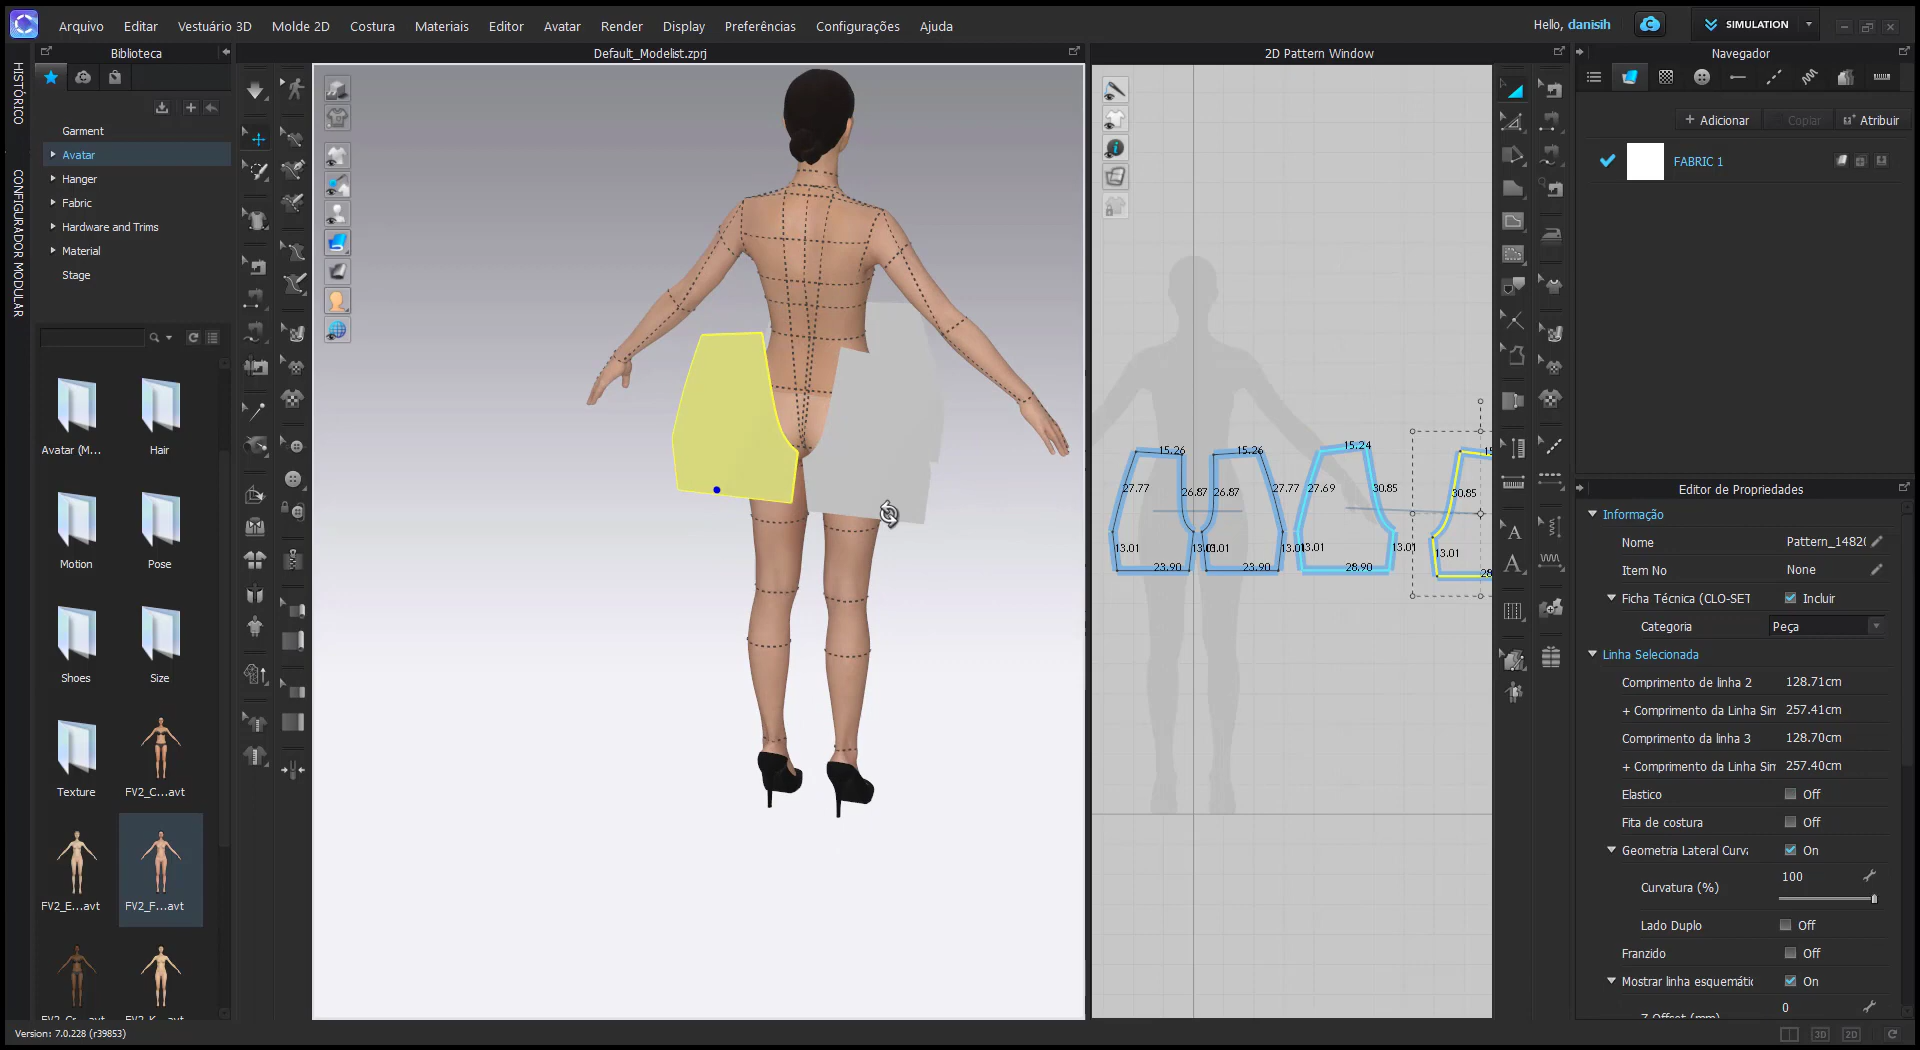 Arquivo Editar Vestuário 3D Molde 2D Costura Materiais Editor Avatar Render Display Preferências Configurações Ajuda
Hello, danisih
SIMULATION
HISTÓRICO
CONFIGURADOR MODULAR
Biblioteca
Garment
Avatar
Hanger
Fabric
Hardware and Trims
Material
Stage
Avatar (M...
Hair
Motion
Pose
Shoes
Size
Texture
FV2_C...avt
FV2_E...avt
FV2_F...avt
Version: 7.0.228 (r39853)
Default_Modelist.zprj
2D Pattern Window
15.26
15.26
15.24
27.77
26.87
26.87
27.77
27.69
30.85
30.85
13.01
13.01
13.01
13.01
13.01
23.90
23.90
28.90
Navegador
+ Adicionar
Copiar
Atribuir
FABRIC 1
Editor de Propriedades
Informação
Nome Pattern_1482
Item No None
Ficha Técnica (CLO-SET Incluir
Categoria Peça
Linha Selecionada
Comprimento de linha 2 128.71cm
+ Comprimento da Linha Sim 257.41cm
Comprimento da linha 3 128.70cm
+ Comprimento da Linha Sim 257.40cm
Elastico Off
Fita de costura Off
Geometria Lateral Curva On
Curvatura (%) 100
Lado Duplo Off
Franzido Off
Mostrar linha esquemátic On
Z Offset (mm) 0
3D
2D